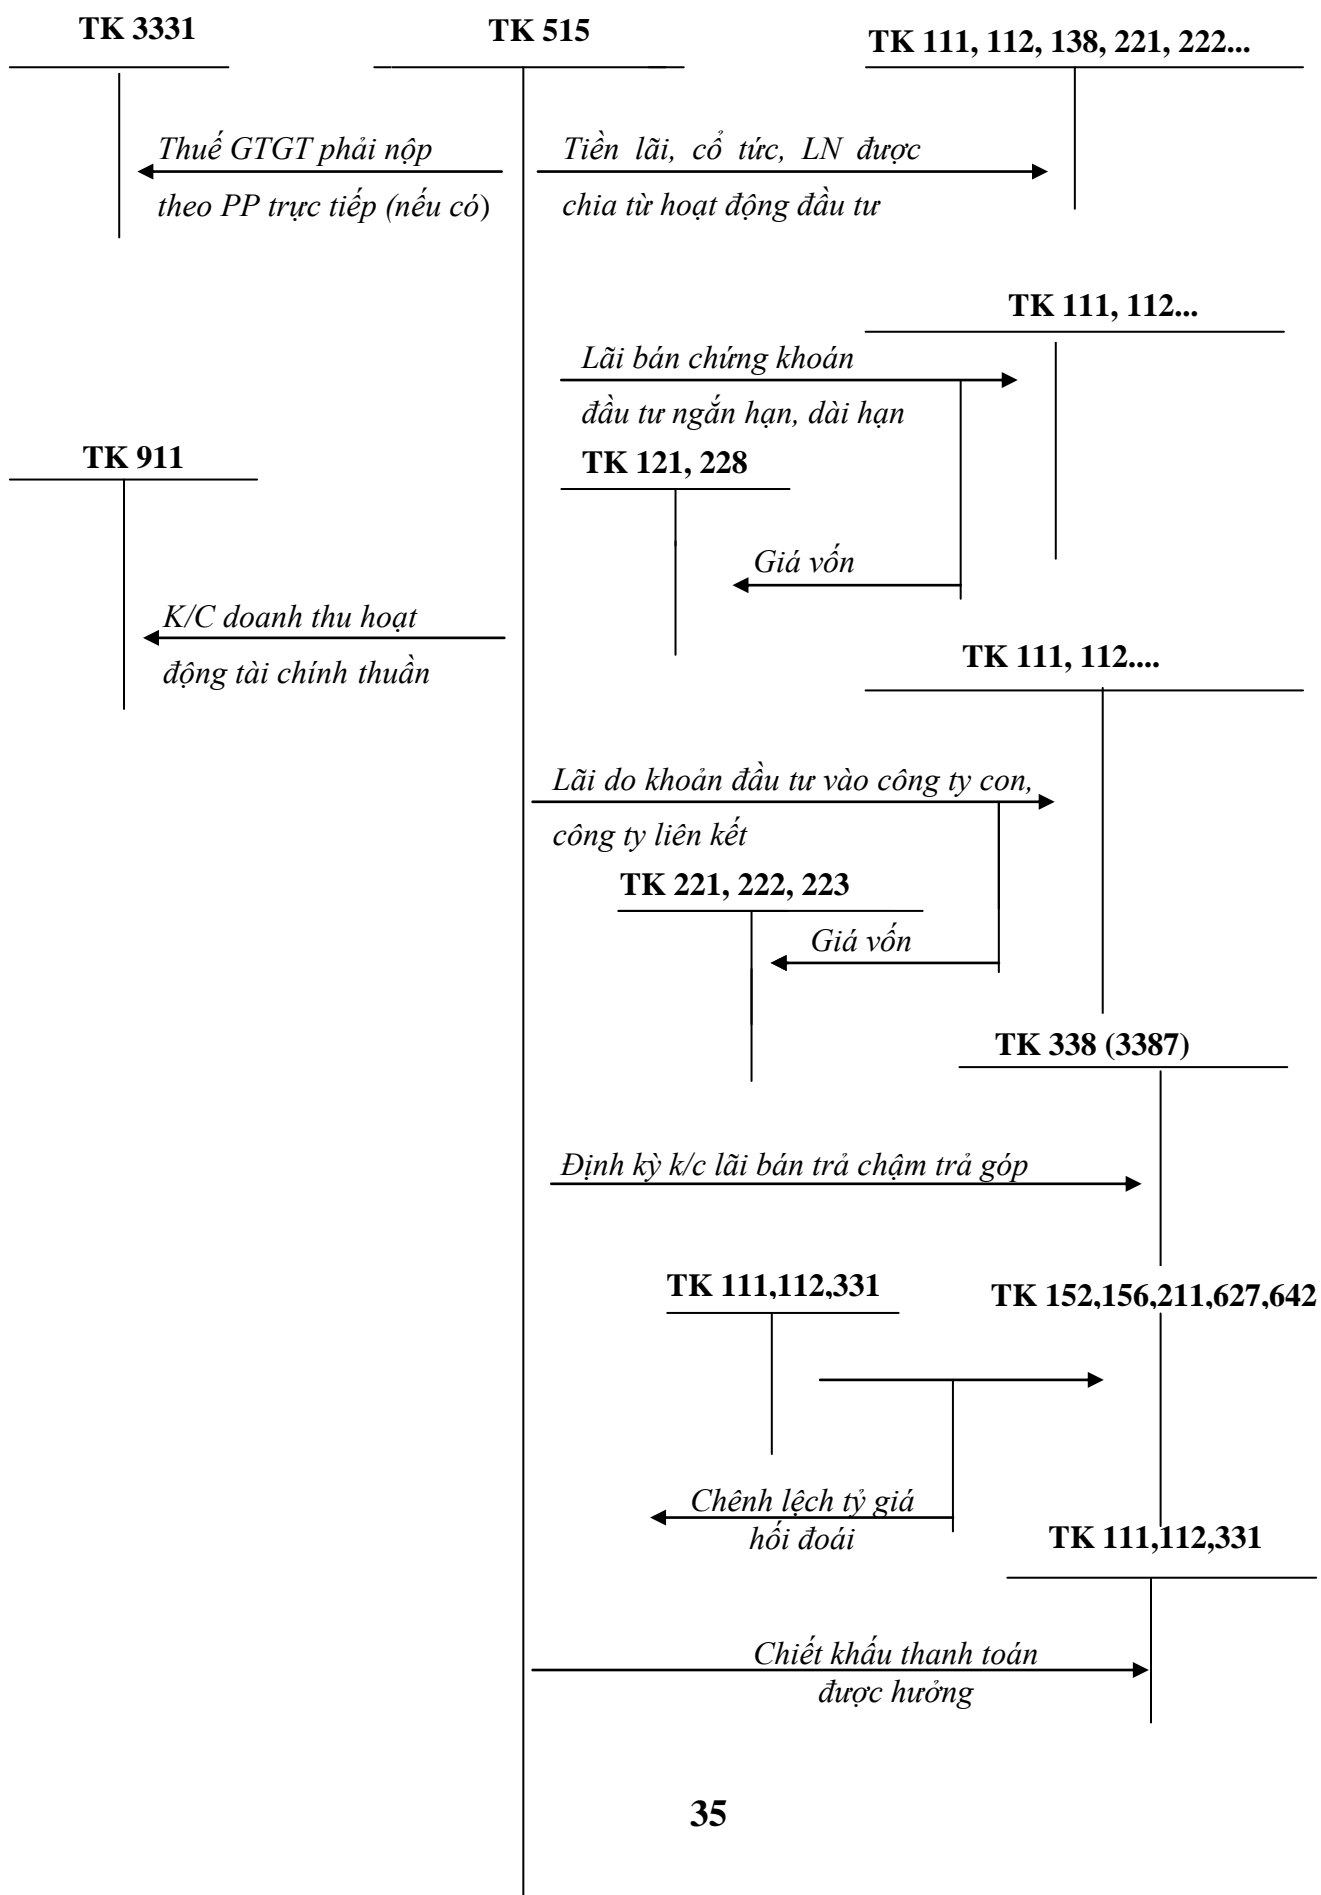 TK 3331
TK 515
TK 111, 112, 138, 221, 222...
Thuế GTGT phải nộp
theo PP trực tiếp (nếu có)
Tiền lãi, cổ tức, LN được
chia từ hoạt động đầu tư
TK 111, 112...
Lãi bán chứng khoán
đầu tư ngắn hạn, dài hạn
TK 911
TK 121, 228
Giá vốn
K/C doanh thu hoạt
động tài chính thuần
TK 111, 112....
Lãi do khoản đầu tư vào công ty con,
công ty liên kết
TK 221, 222, 223
Giá vốn
TK 338 (3387)
Định kỳ k/c lãi bán trả chậm trả góp
TK 111,112,331
TK 152,156,211,627,642
Chênh lệch tỷ giá
hối đoái
TK 111,112,331
Chiết khấu thanh toán
được hưởng
35